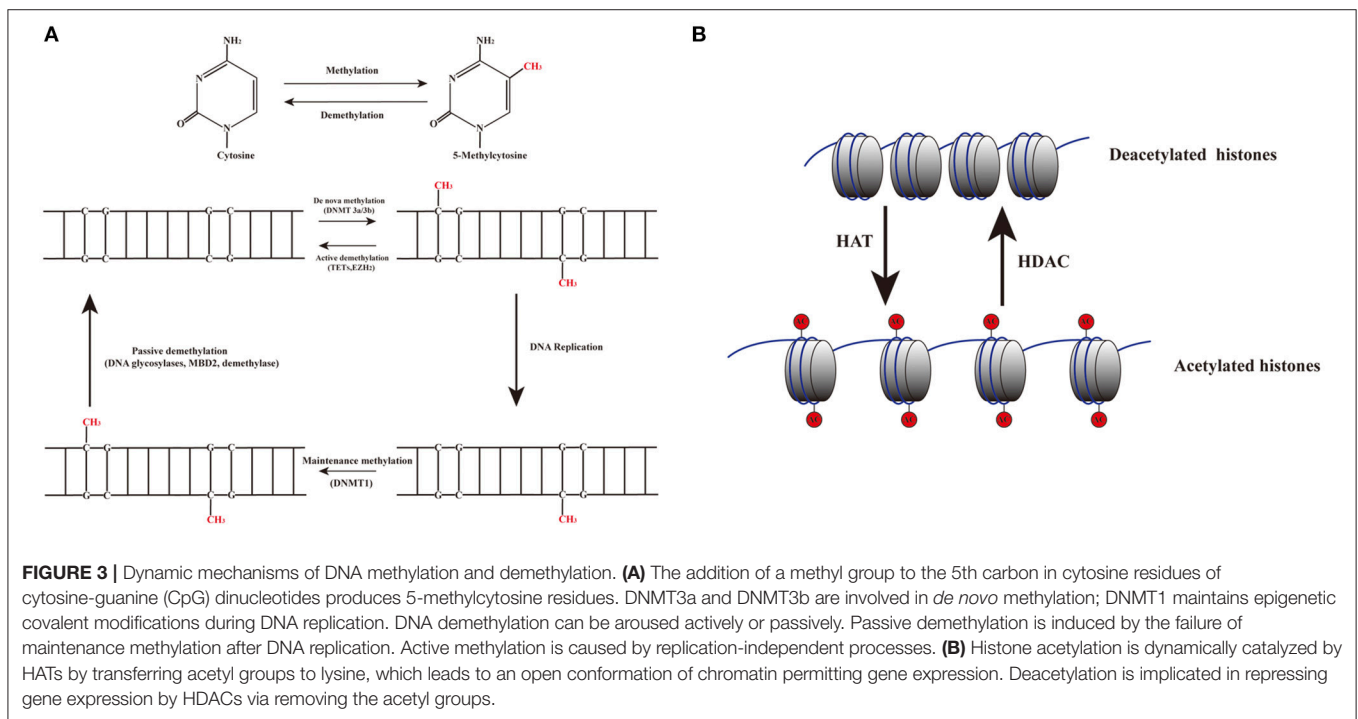 A
NH₂
N
O
N
Cytosine
Methylation
Demethylation
NH₂
CH₃
N
O
N
5-Methylcytosine
C G G C
G C C G
De nova methylation
(DNMT 3a/3b)
Active demethylation
(TETs,EZH2)
CH₃
C G G C
G C C G
CH₃
Passive demethylation
(DNA glycosylases, MBD2, demethylase)
DNA Replication
CH₃
C G G C
G C C G
CH₃
Maintenance methylation
(DNMT1)
C G G C
G C C G
CH₃
B
Deacetylated histones
HAT
HDAC
AC AC AC AC
Acetylated histones
AC AC AC AC
FIGURE 3 | Dynamic mechanisms of DNA methylation and demethylation. (A) The addition of a methyl group to the 5th carbon in cytosine residues of
cytosine-guanine (CpG) dinucleotides produces 5-methylcytosine residues. DNMT3a and DNMT3b are involved in de novo methylation; DNMT1 maintains epigenetic
covalent modifications during DNA replication. DNA demethylation can be aroused actively or passively. Passive demethylation is induced by the failure of
maintenance methylation after DNA replication. Active methylation is caused by replication-independent processes. (B) Histone acetylation is dynamically catalyzed by
HATs by transferring acetyl groups to lysine, which leads to an open conformation of chromatin permitting gene expression. Deacetylation is implicated in repressing
gene expression by HDACs via removing the acetyl groups.